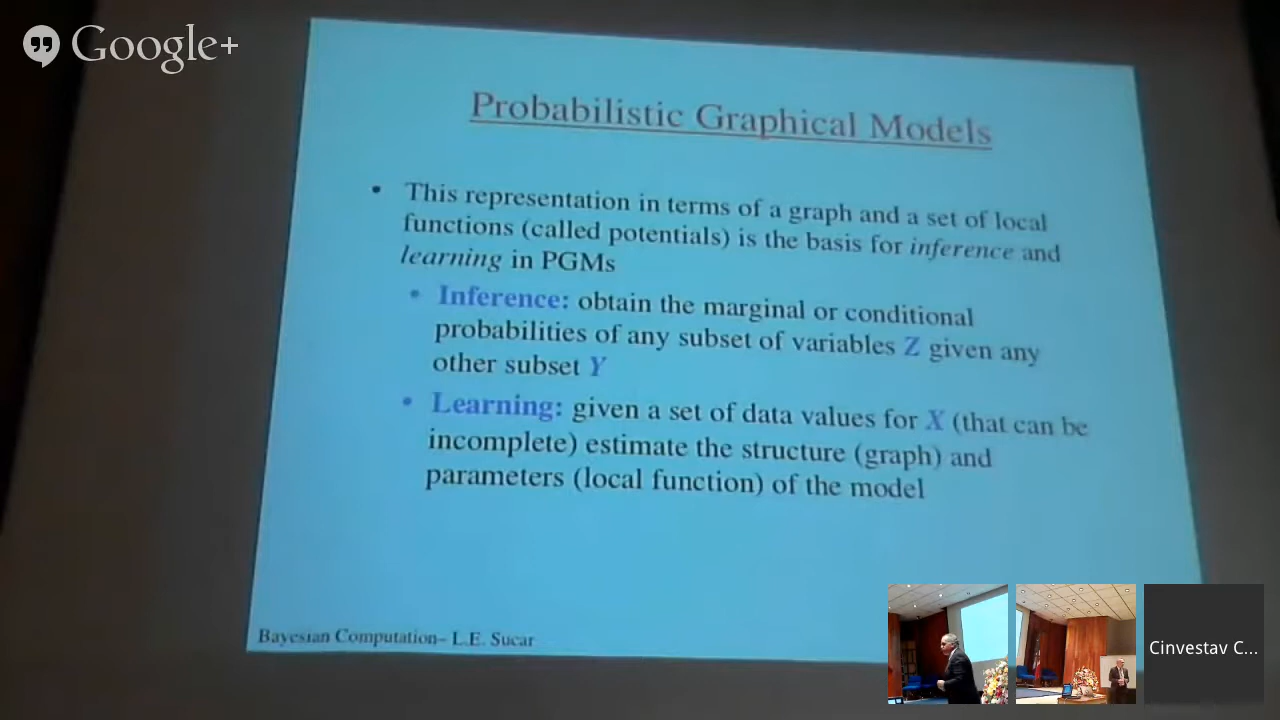 Google+
Probabilistic Graphical Models
• This representation in terms of a graph and a set of local
functions (called potentials) is the basis for inference and
learning in PGMs
• Inference: obtain the marginal or conditional
probabilities of any subset of variables Z given any
other subset Y
• Learning: given a set of data values for X (that can be
incomplete) estimate the structure (graph) and
parameters (local function) of the model
Bayesian Computation– L.E. Sucar
Cinvestav C...